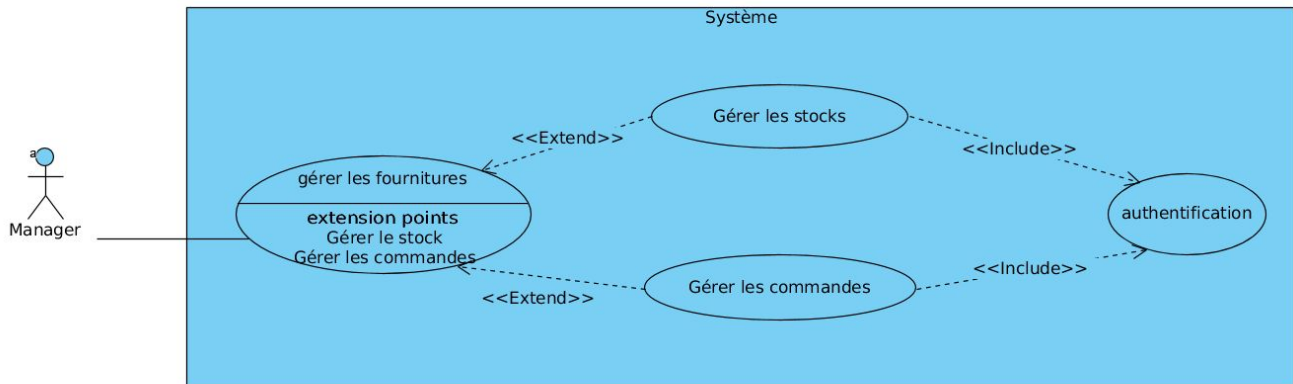 Système
Gérer les stocks
<<Extend>>
<<Include>>
a
gérer les fournitures
extension points
Gérer le stock
Gérer les commandes
authentification
Manager
Gérer les commandes
<<Include>>
<<Extend>>